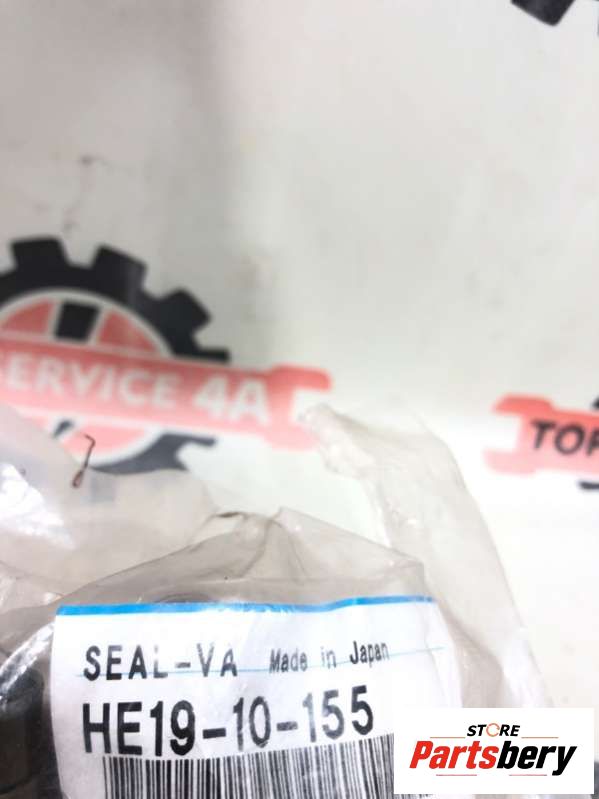 SERVICE 4A
TOP
SEAL-VA Made in Japan
HE19-10-155
STORE
Partsbery